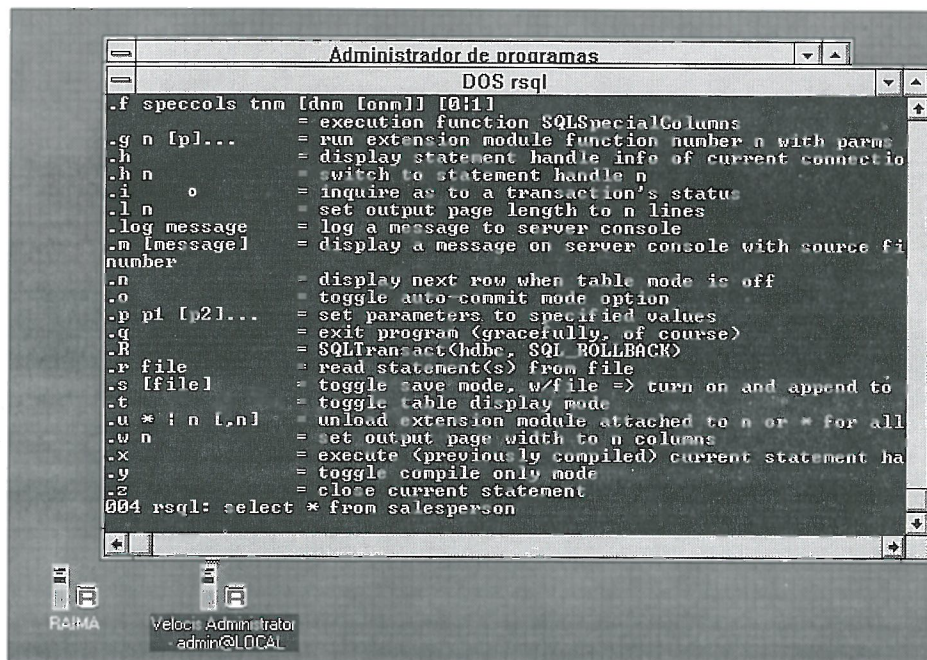 Administrador de programas
DOS rsql
.f speccols tnm [dnm [onm]] [0¦1]
= execution function SQLSpecialColumns
.g n [p]... = run extension module function number n with parms
.h = display statement handle info of current connectio
.h n = switch to statement handle n
.i o = inquire as to a transaction's status
.l n = set output page length to n lines
.log message = log a message to server console
.m [message] = display a message on server console with source fi
number
.n = display next row when table mode is off
.o = toggle auto-commit mode option
.p p1 [p2]... = set parameters to specified values
.q = exit program (gracefully, of course)
.R = SQLTransact(hdbc, SQL_ROLLBACK)
.r file = read statement(s) from file
.s [file] = toggle save mode, w/file => turn on and append to
.t = toggle table display mode
.u * ¦ n [,n] = unload extension module attached to n or * for all
.w n = set output page width to n columns
.x = execute (previously compiled) current statement ha
.y = toggle compile only mode
.z = close current statement
004 rsql: select * from salesperson
RAIMA
Velocis Administrator
- admin@LOCAL